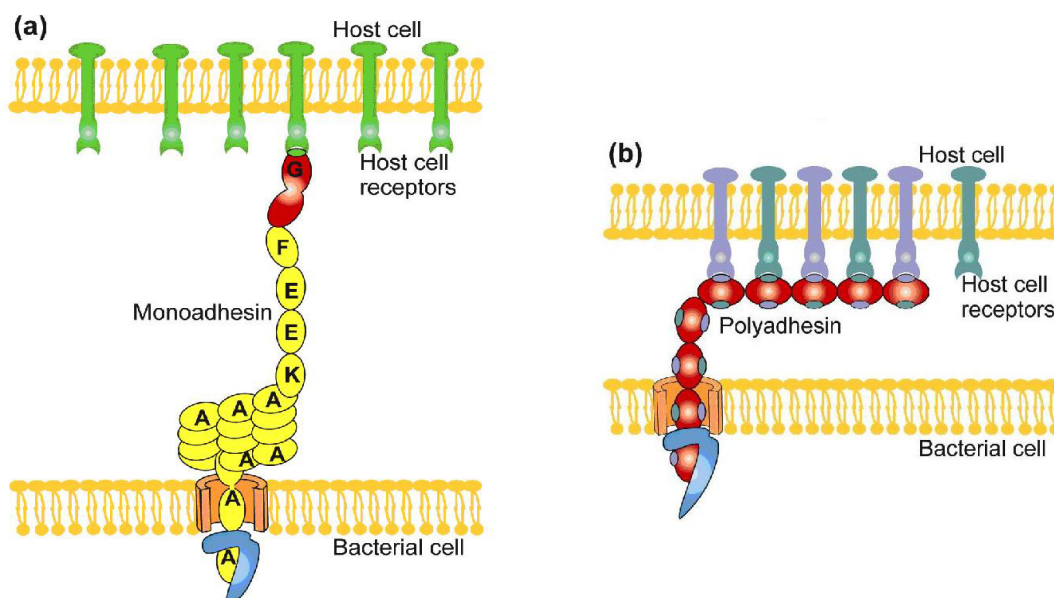 (a)
Host cell
Host cell
receptors
G
F
E
E
K
Monoadhesin
A
A
A
A
A
A
A
Bacterial cell
(b)
Host cell
Host cell
receptors
Polyadhesin
Bacterial cell